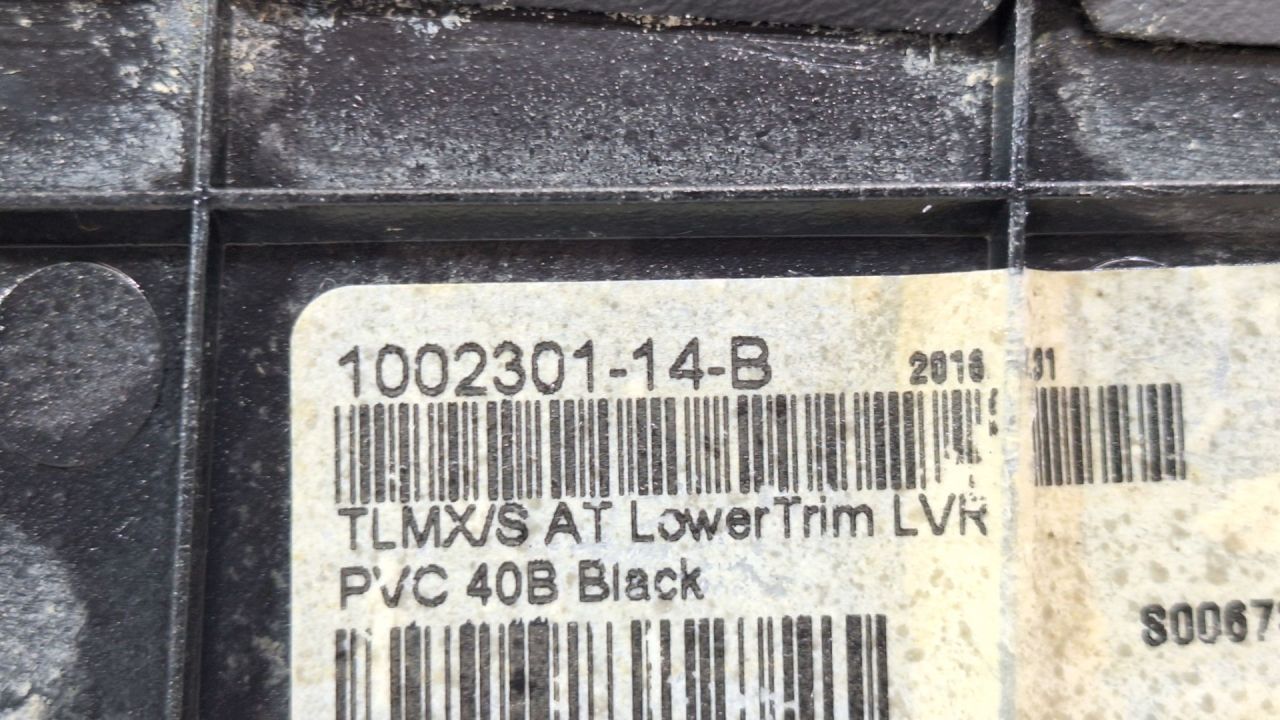 1002301-14-B
TLMX/S AT LowerTrim LVR
PVC 40B Black